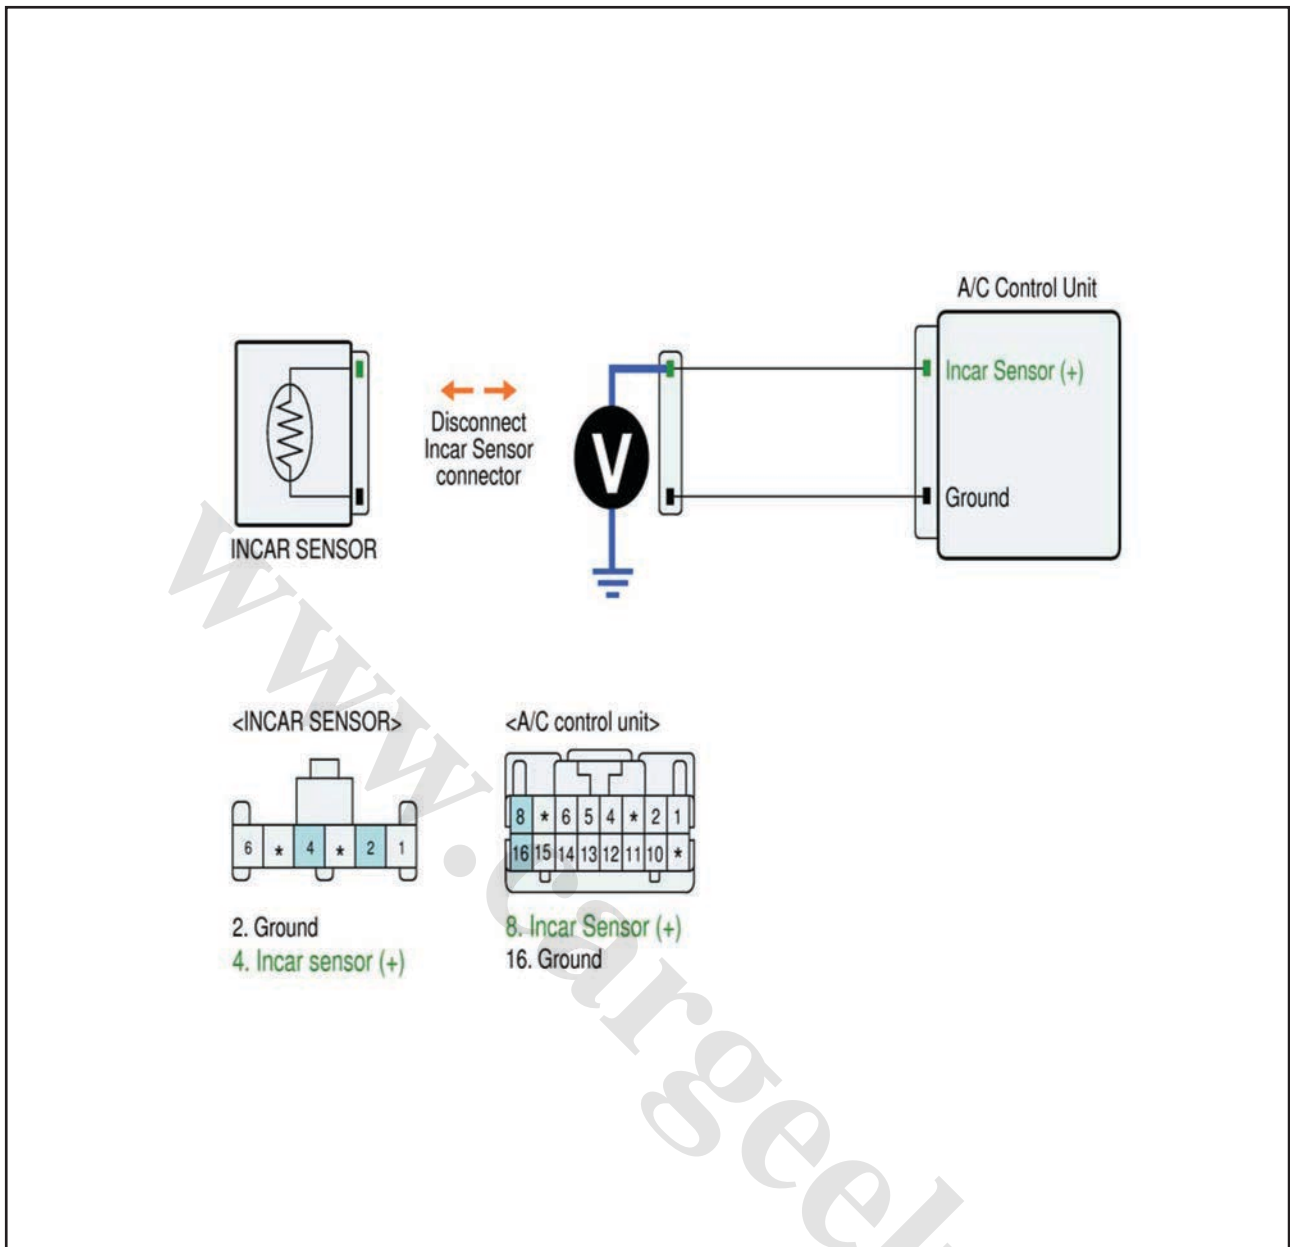 A/C Control Unit
Incar Sensor (+)
Disconnect
Incar Sensor
connector
V
Ground
INCAR SENSOR
<INCAR SENSOR>
<A/C control unit>
8 * 6 5 4 * 2 1
6 * 4 * 2 1
16 15 14 13 12 11 10 *
2. Ground
8. Incar Sensor (+)
4. Incar sensor (+)
16. Ground
www.cargeek